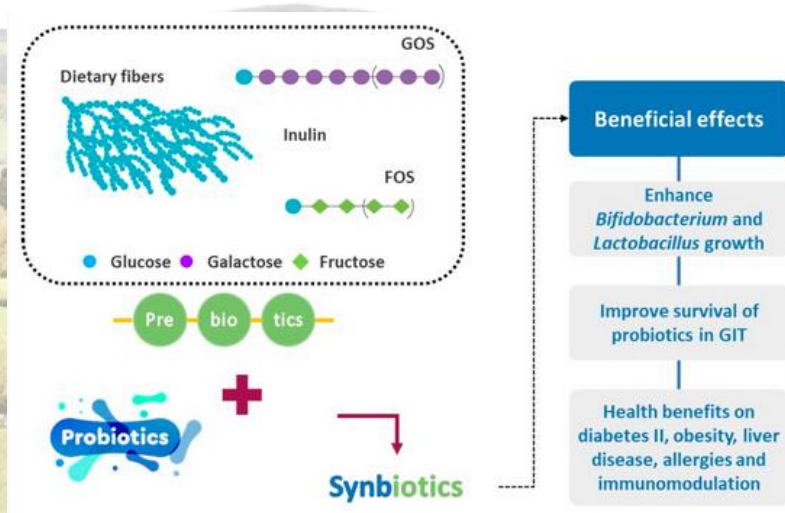 GOS
Dietary fibers
Inulin
FOS
Glucose Galactose Fructose
Pre bio tics
Probiotics
Synbiotics
Beneficial effects
Enhance
Bifidobacterium and
Lactobacillus growth
Improve survival of
probiotics in GIT
Health benefits on
diabetes II, obesity, liver
disease, allergies and
immunomodulation